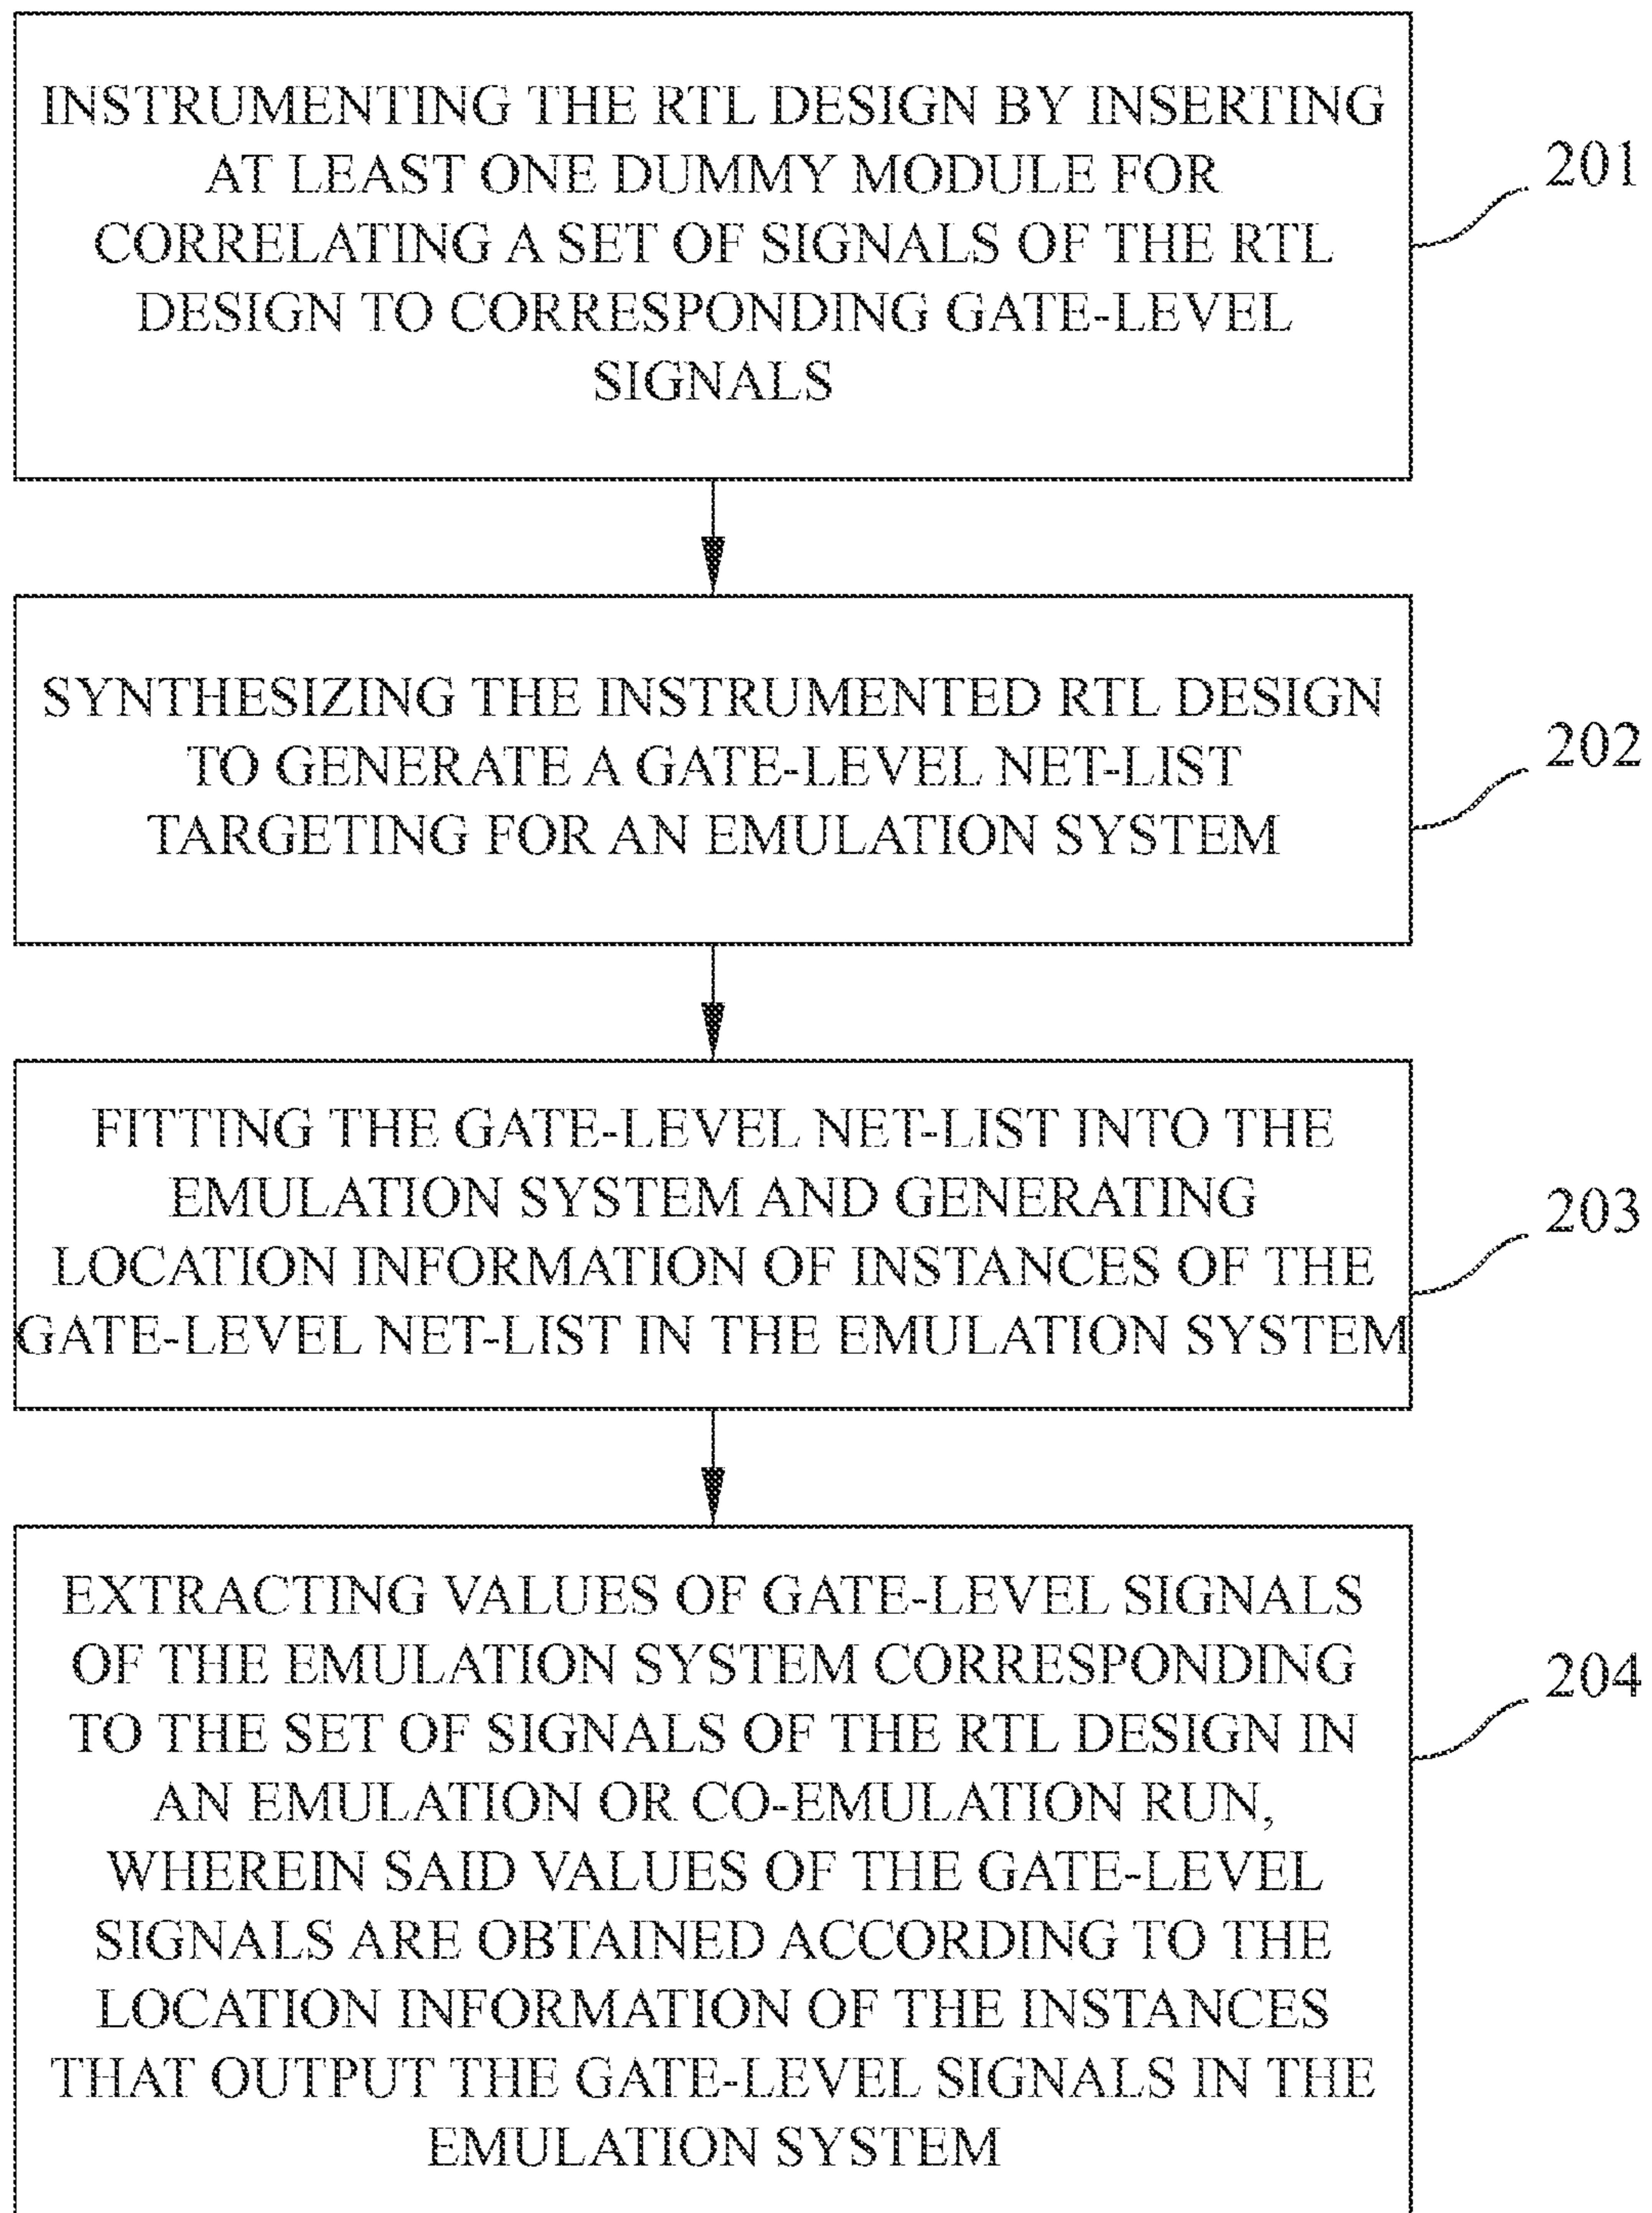 INSTRUMENTING THE RTL DESIGN BY INSERTING
AT LEAST ONE DUMMY MODULE FOR
CORRELATING A SET OF SIGNALS OF THE RTL
DESIGN TO CORRESPONDING GATE-LEVEL
SIGNALS
201
SYNTHESIZING THE INSTRUMENTED RTL DESIGN
TO GENERATE A GATE-LEVEL NET-LIST
TARGETING FOR AN EMULATION SYSTEM
202
FITTING THE GATE-LEVEL NET-LIST INTO THE
EMULATION SYSTEM AND GENERATING
LOCATION INFORMATION OF INSTANCES OF THE
GATE-LEVEL NET-LIST IN THE EMULATION SYSTEM
203
EXTRACTING VALUES OF GATE-LEVEL SIGNALS
OF THE EMULATION SYSTEM CORRESPONDING
TO THE SET OF SIGNALS OF THE RTL DESIGN IN
AN EMULATION OR CO-EMULATION RUN,
WHEREIN SAID VALUES OF THE GATE-LEVEL
SIGNALS ARE OBTAINED ACCORDING TO THE
LOCATION INFORMATION OF THE INSTANCES
THAT OUTPUT THE GATE-LEVEL SIGNALS IN THE
EMULATION SYSTEM
204